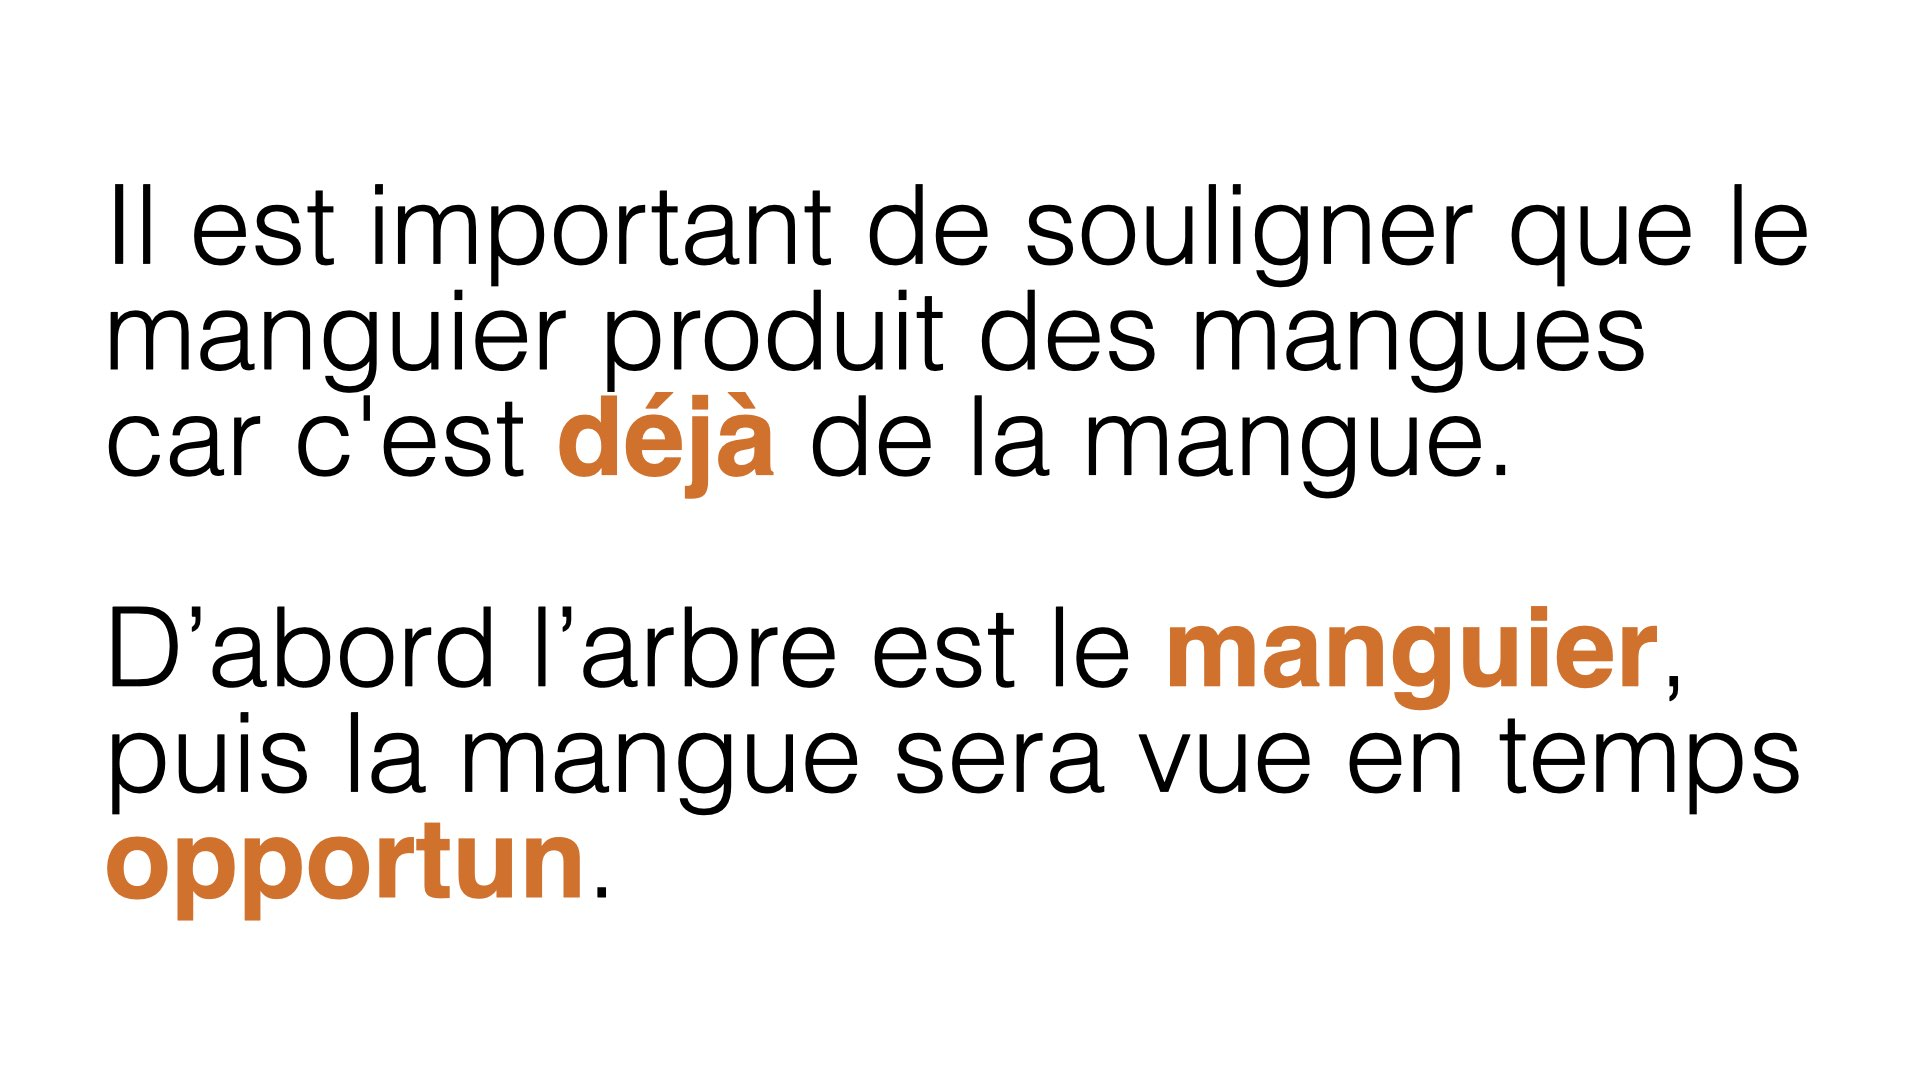 Il est important de souligner que le
manguier produit des mangues
car c'est déjà de la mangue.
D’abord l’arbre est le manguier,
puis la mangue sera vue en temps
opportun.